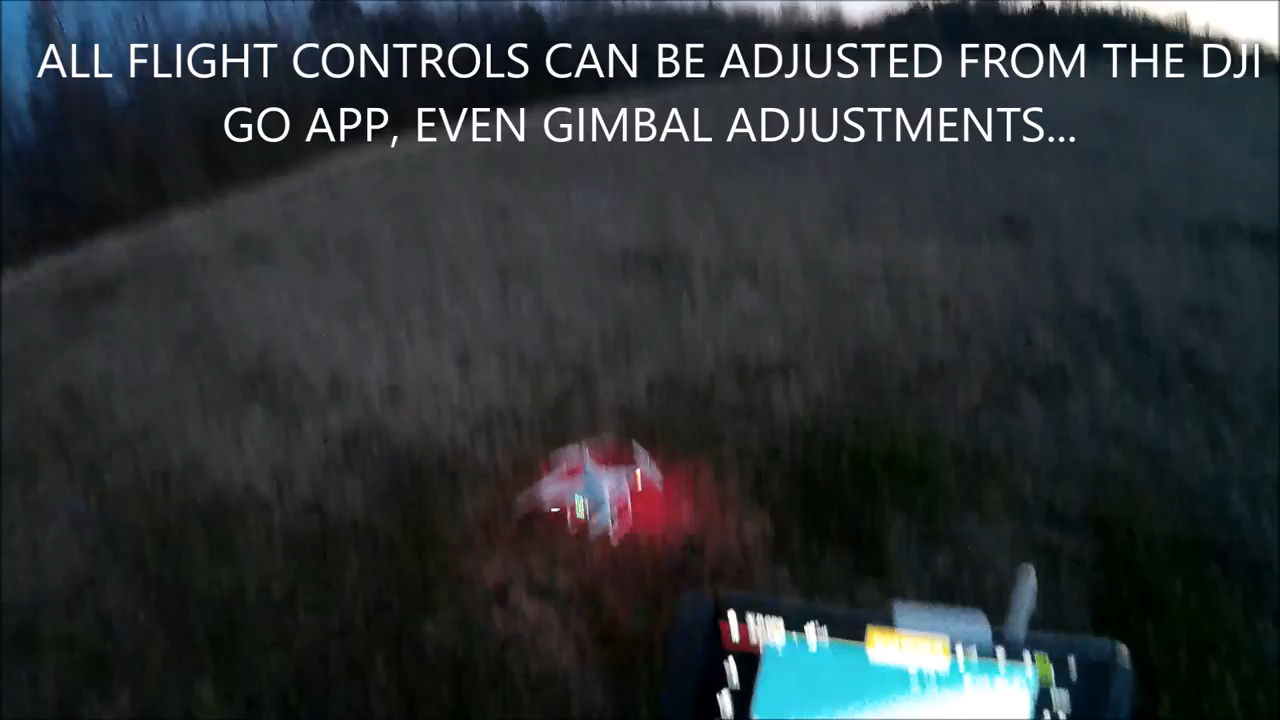 ALL FLIGHT CONTROLS CAN BE ADJUSTED FROM THE DJI
GO APP, EVEN GIMBAL ADJUSTMENTS...